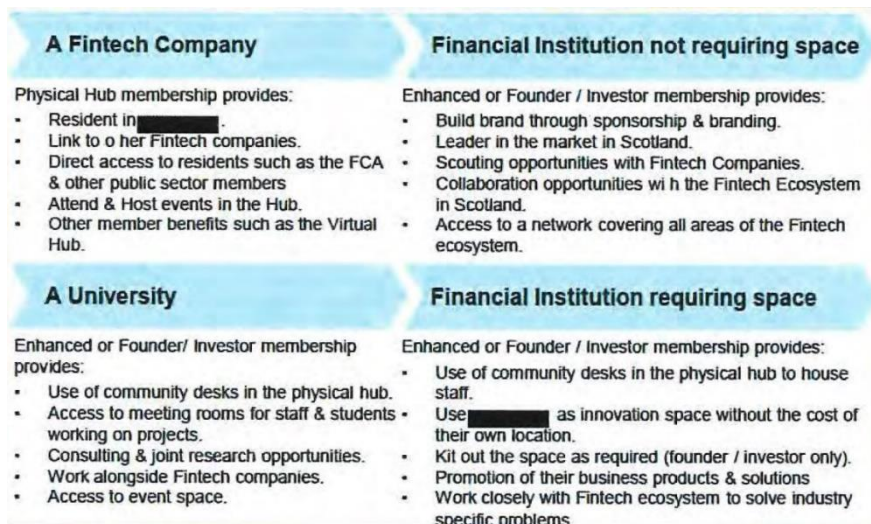 A Fintech Company
Physical Hub membership provides:
· Resident in .
· Link to o her Fintech companies.
· Direct access to residents such as the FCA
& other public sector members
· Attend & Host events in the Hub.
· Other member benefits such as the Virtual
Hub.
Financial Institution not requiring space
Enhanced or Founder / Investor membership provides:
· Build brand through sponsorship & branding.
· Leader in the market in Scotland.
· Scouting opportunities with Fintech Companies.
· Collaboration opportunities wi h the Fintech Ecosystem
in Scotland.
· Access to a network covering all areas of the Fintech
ecosystem.
A University
Enhanced or Founder/ Investor membership
provides:
· Use of community desks in the physical hub.
· Access to meeting rooms for staff & students
working on projects.
· Consulting & joint research opportunities.
· Work alongside Fintech companies.
· Access to event space.
Financial Institution requiring space
Enhanced or Founder / Investor membership provides:
· Use of community desks in the physical hub to house
staff.
· Use as innovation space without the cost of
their own location.
· Kit out the space as required (founder / investor only).
· Promotion of their business products & solutions
· Work closely with Fintech ecosystem to solve industry
specific problems